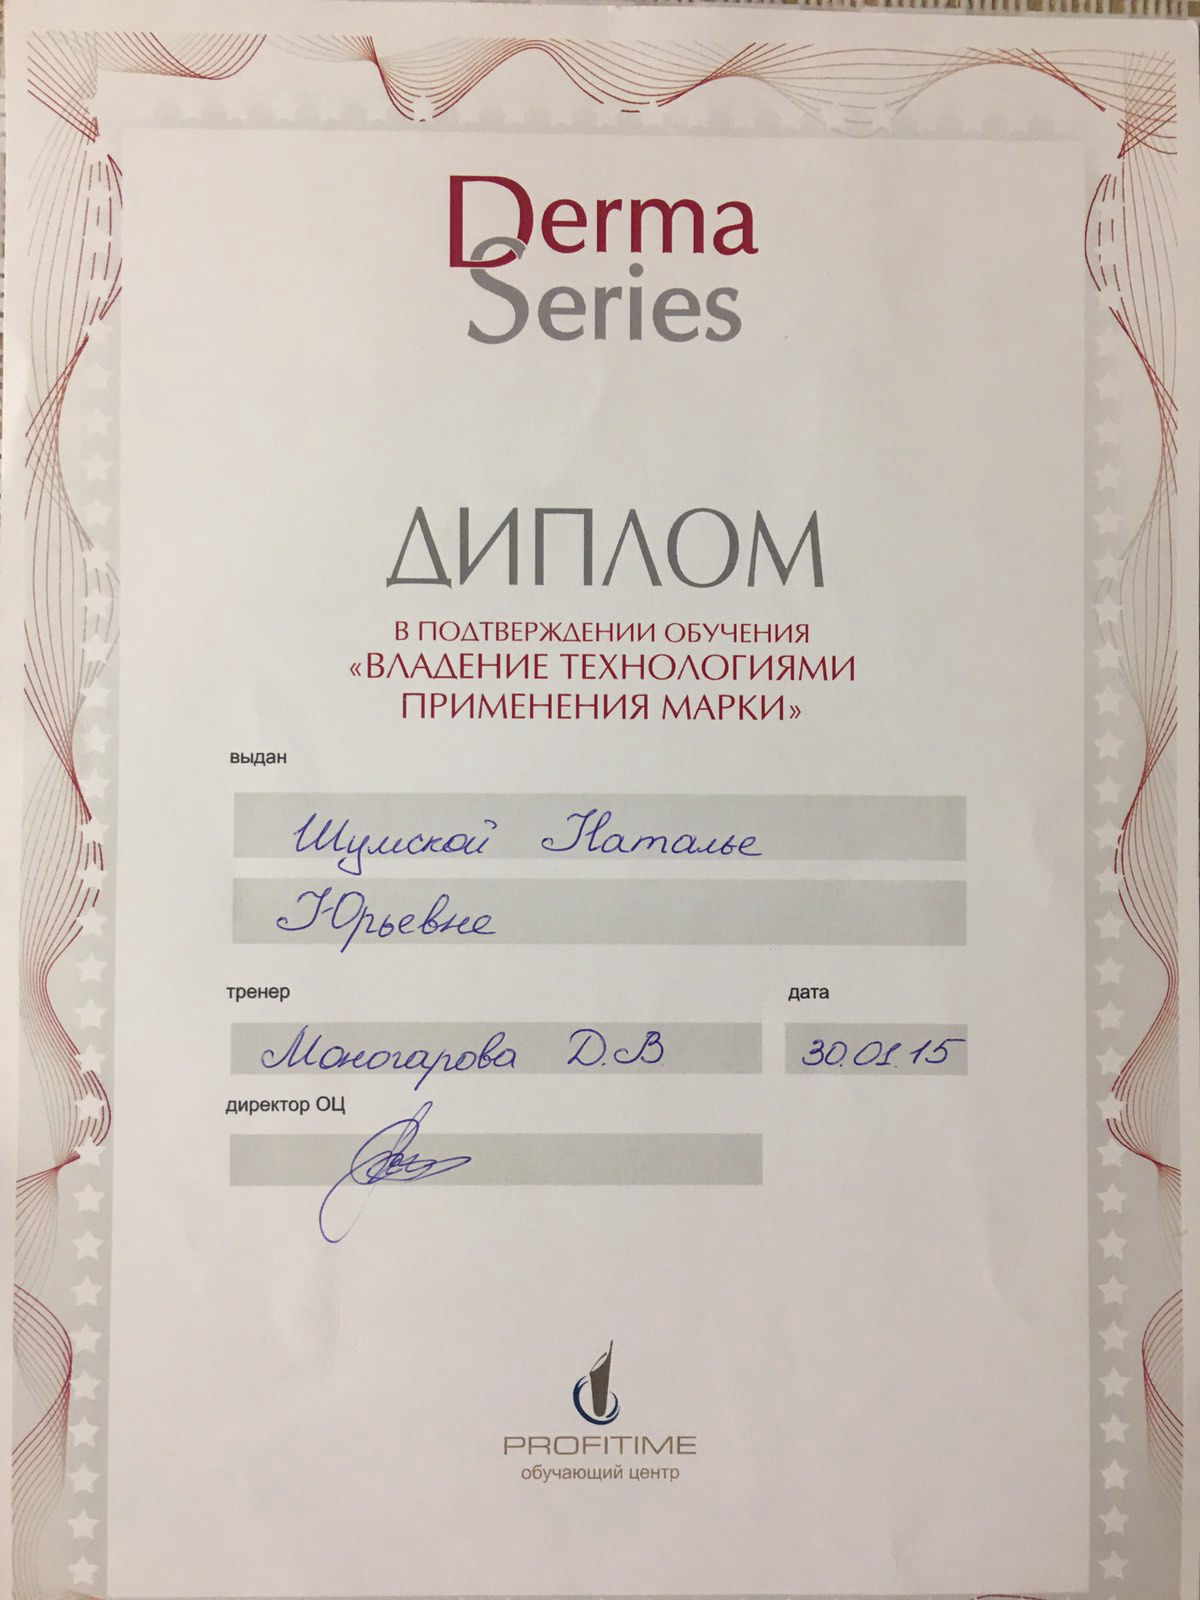 Derma
Series
ДИПЛОМ
В ПОДТВЕРЖДЕНИИ ОБУЧЕНИЯ
«ВЛАДЕНИЕ ТЕХНОЛОГИЯМИ
ПРИМЕНЕНИЯ МАРКИ»
выдан
Шумской Наталье
Юрьевне
тренер
дата
Моногарова Д.В
30.01.15
директор ОЦ
PROFITIME
обучающий центр